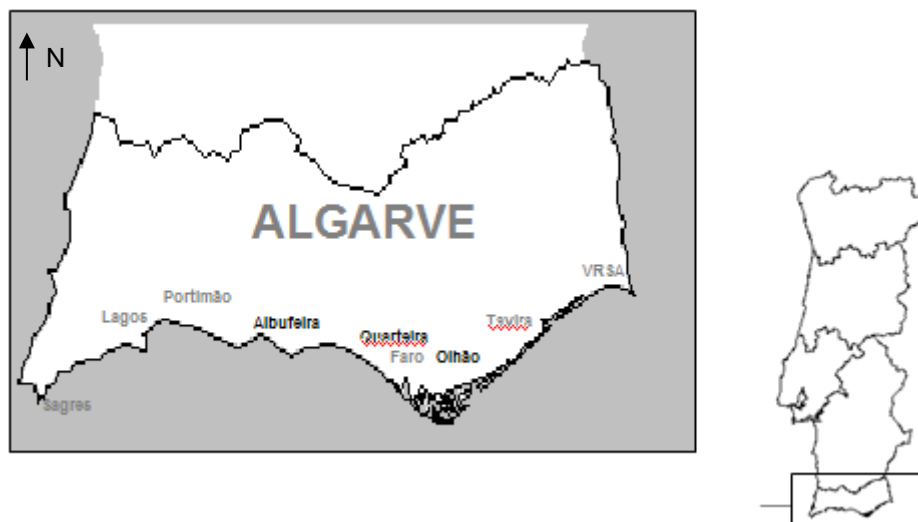 N
ALGARVE
VRSA
Portimão
Lagos
Albufeira
Tavira
Quarteira
Faro
Olhão
Sagres